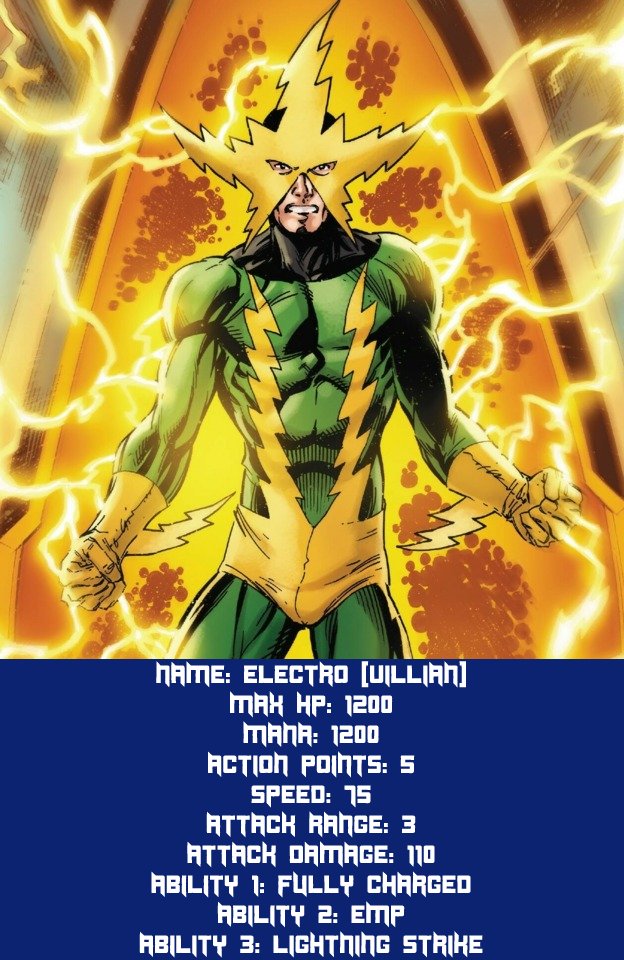 NAME: ELECTRO [VILLIAN]
MAX HP: 1200
MANA: 1200
ACTION POINTS: 5
SPEED: 75
ATTACK RANGE: 3
ATTACK DAMAGE: 110
ABILITY 1: FULLY CHARGED
ABILITY 2: EMP
ABILITY 3: LIGHTNING STRIKE